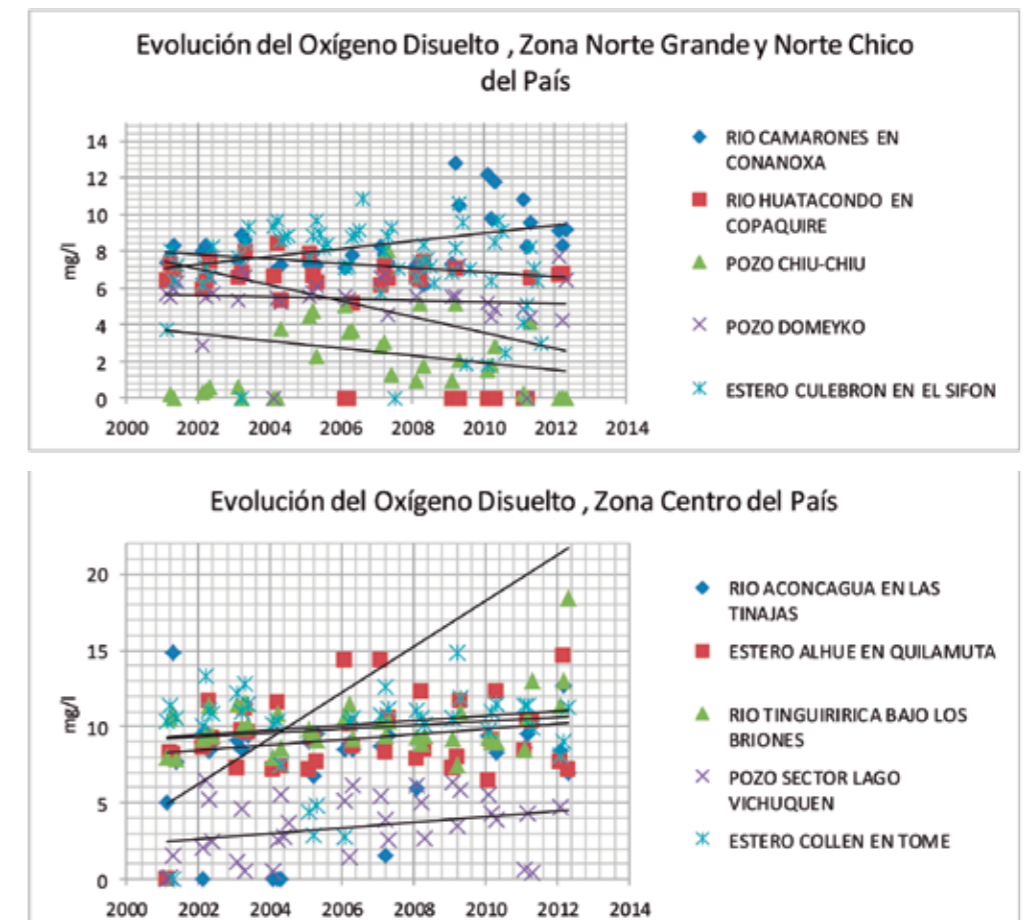 Evolución del Oxígeno Disuelto , Zona Norte Grande y Norte Chico
del País
14
12
10
8
6
4
2
0
mg/l
2000 2002 2004 2006 2008 2010 2012 2014
RIO CAMARONES EN
CONANOXA
RIO HUATACONDO EN
COPAQUIRE
POZO CHIU-CHIU
POZO DOMEYKO
ESTERO CULEBRON EN EL SIFON
Evolución del Oxígeno Disuelto , Zona Centro del País
20
15
10
5
0
mg/l
2000 2002 2004 2006 2008 2010 2012 2014
RIO ACONCAGUA EN LAS
TINAJAS
ESTERO ALHUE EN QUILAMUTA
RIO TINGUIRIRICA BAJO LOS
BRIONES
POZO SECTOR LAGO
VICHUQUEN
ESTERO COLLEN EN TOME